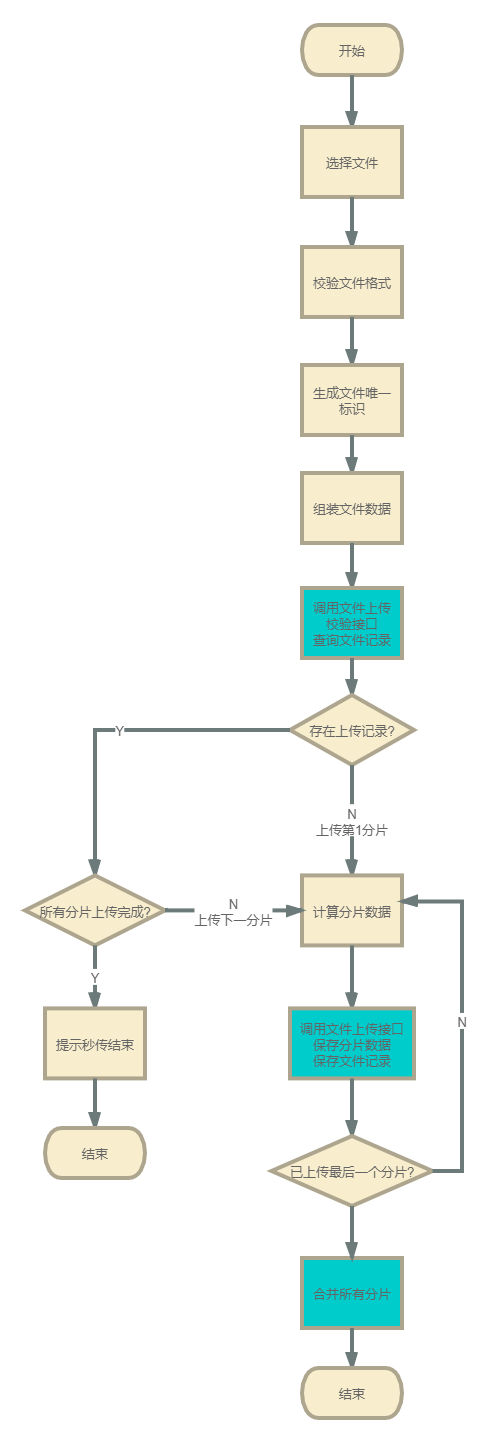 开始
选择文件
校验文件格式
生成文件唯一
标识
组装文件数据
调用文件上传
校验接口
查询文件记录
存在上传记录?
Y
N
上传第1分片
所有分片上传完成?
N
上传下一分片
计算分片数据
Y
N
提示秒传结束
调用文件上传接口
保存分片数据
保存文件记录
结束
已上传最后一个分片?
合并所有分片
结束